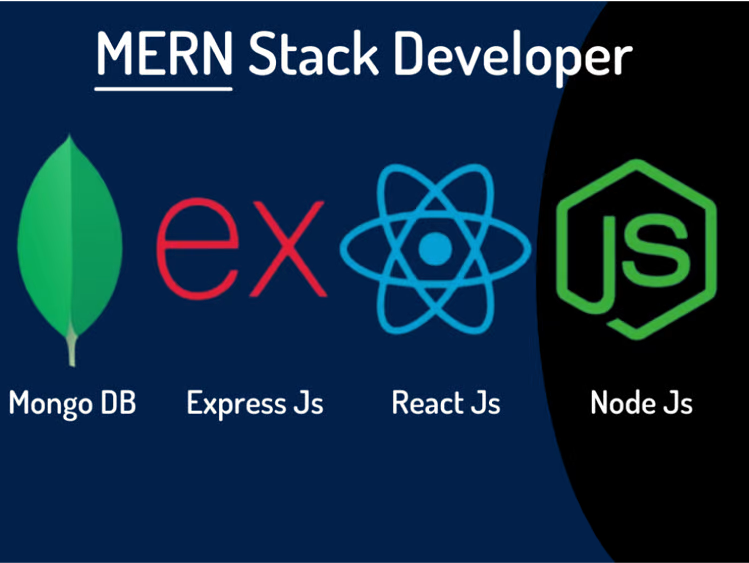 MERN Stack Developer
ex
JS
Mongo DB
Express Js
React Js
Node Js